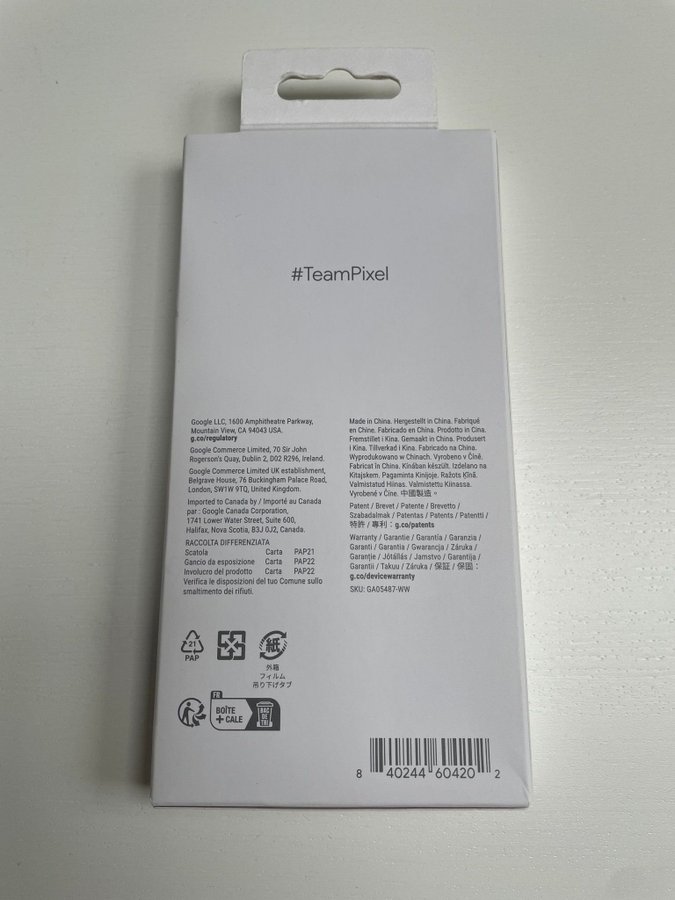 #TeamPixel
Google LLC, 1600 Amphitheatre Parkway,
Mountain View, CA 94043 USA.
g.co/regulatory
Google Commerce Limited, 70 Sir John
Rogerson's Quay, Dublin 2, D02 R296, Ireland.
Google Commerce Limited UK establishment,
Belgrave House, 76 Buckingham Palace Road,
London, SW1W 9TQ, United Kingdom.
Imported to Canada by / Importé au Canada
par : Google Canada Corporation,
1741 Lower Water Street, Suite 600,
Halifax, Nova Scotia, B3J 0J2, Canada.
RACCOLTA DIFFERENZIATA
Scatola Carta PAP21
Gancio da esposizione Carta PAP22
Involucro del prodotto Carta PAP22
Verifica le disposizioni del tuo Comune sullo
smaltimento dei rifiuti.
Made in China. Hergestellt in China. Fabriqué
en Chine. Fabricado en China. Prodotto in Cina.
Fremstillet i Kina. Gemaakt in China. Produsert
i Kina. Tillverkad i Kina. Fabricado na China.
Wyprodukowano w Chinach. Vyrobeno v Číně.
Fabricat în China. Kínában készült. Izdelano na
Kitajskem. Pagaminta Kinijoje. Ražots Ķīnā.
Valmistatud Hiinas. Valmistettu Kiinassa.
Vyrobené v Číne. 中國製造。
Patent / Brevet / Patente / Brevetto /
Szabadalmak / Patentas / Patents / Patentti /
特許 / 專利 : g.co/patents
Warranty / Garantie / Garantía / Garanzia /
Garanti / Garantia / Gwarancja / Záruka /
Garanție / Jótállás / Jamstvo / Garantija /
Garantii / Takuu / Záruka / 保証 / 保固 :
g.co/devicewarranty
SKU: GA05487-WW
21
PAP
紙
外箱
フィルム
吊り下げタブ
FR
BOÎTE
+ CALE
BAC
DE
TRI
8 40244 60420 2